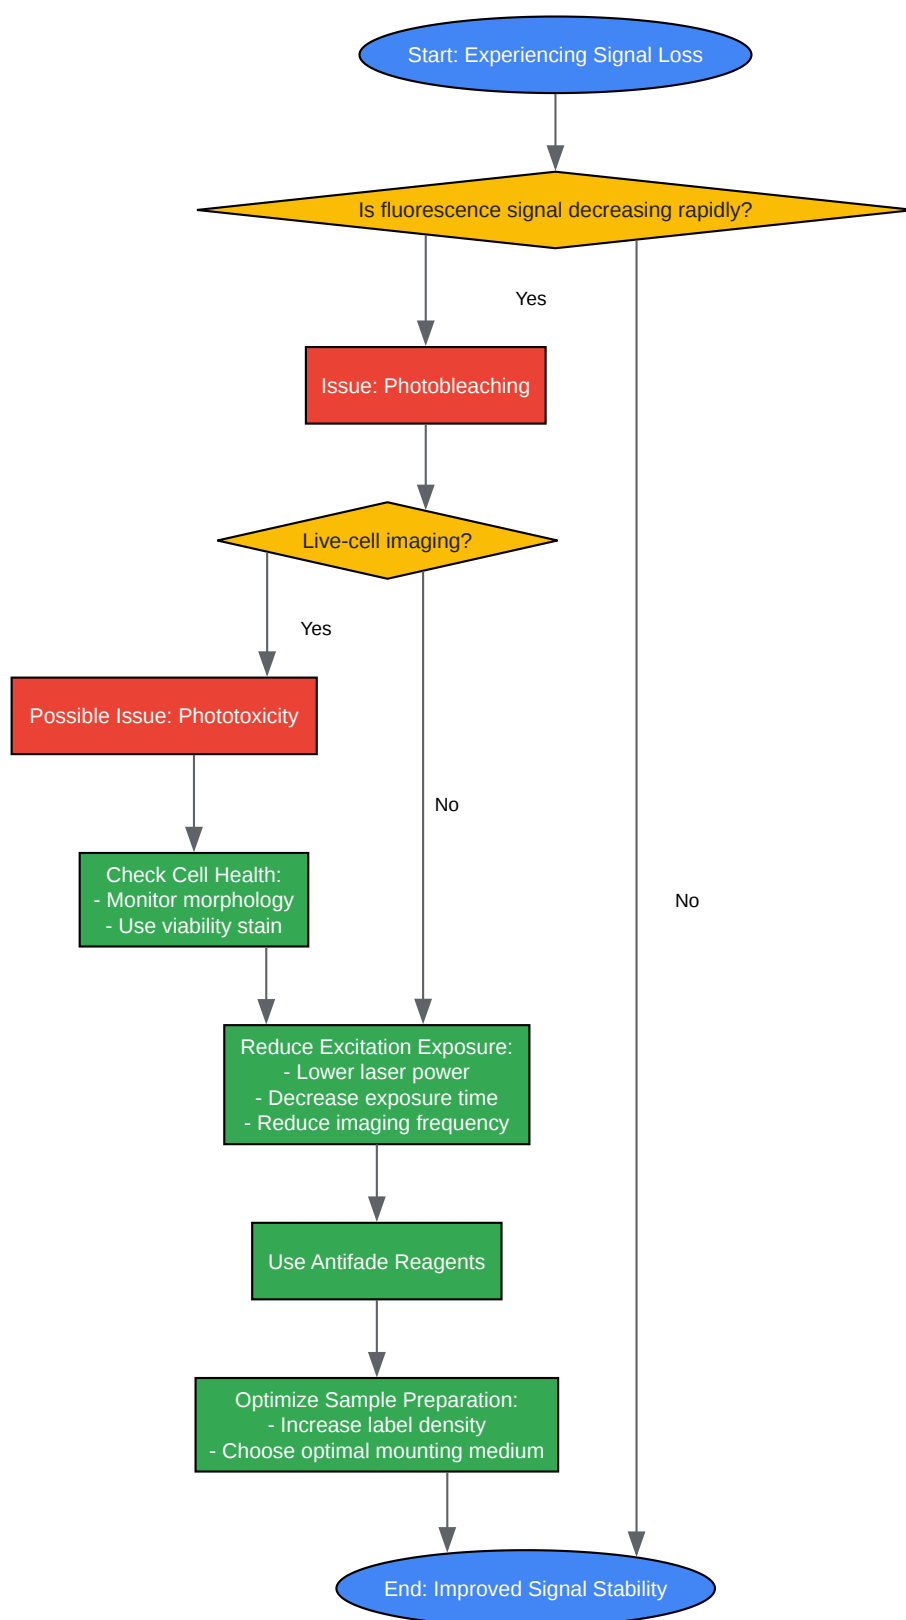 Start: Experiencing Signal Loss
Is fluorescence signal decreasing rapidly?
Yes
Issue: Photobleaching
Live-cell imaging?
Yes
Possible Issue: Phototoxicity
No
Check Cell Health:
- Monitor morphology
- Use viability stain
No
Reduce Excitation Exposure:
- Lower laser power
- Decrease exposure time
- Reduce imaging frequency
Use Antifade Reagents
Optimize Sample Preparation:
- Increase label density
- Choose optimal mounting medium
End: Improved Signal Stability